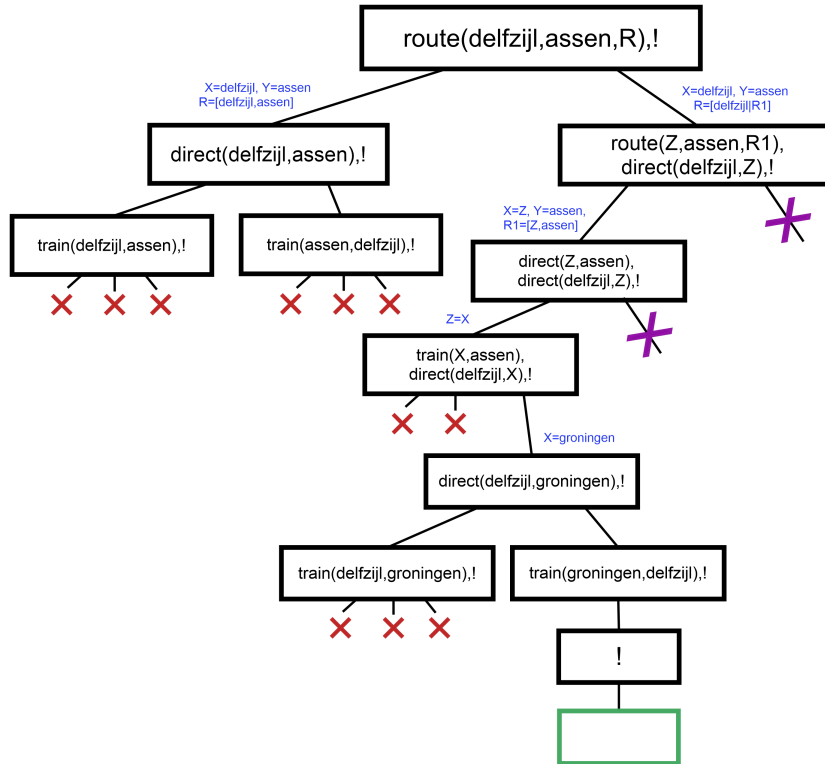 route(delfzijl,assen,R),!
X=delfzijl, Y=assen
R=[delfzijl,assen]
X=delfzijl, Y=assen
R=[delfzijl|R1]
direct(delfzijl,assen),!
route(Z,assen,R1),
direct(delfzijl,Z),!
train(delfzijl,assen),!
train(assen,delfzijl),!
X=Z, Y=assen,
R1=[Z,assen]
direct(Z,assen),
direct(delfzijl,Z),!
Z=X
train(X,assen),
direct(delfzijl,X),!
X=groningen
direct(delfzijl,groningen),!
train(delfzijl,groningen),!
train(groningen,delfzijl),!
!